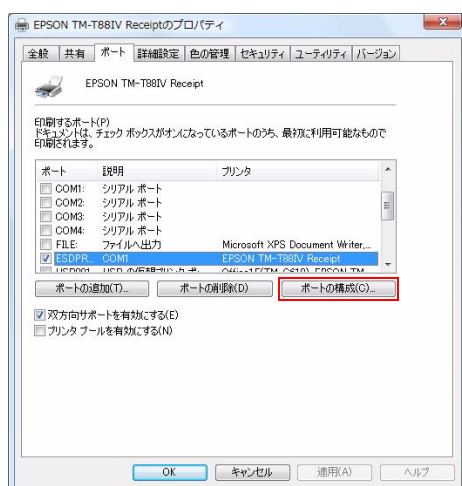 EPSON TM-T88IV Receiptのプロパティ
全般 共有 ポート 詳細設定 色の管理 セキュリティ ユーティリティ バージョン
EPSON TM-T88IV Receipt
印刷するポート(P)
ドキュメントは、チェック ボックスがオンになっているポートのうち、最初に利用可能なもので
印刷されます。
ポート 説明 プリンタ
COM1: シリアル ポート
COM2: シリアル ポート
COM3: シリアル ポート
COM4: シリアル ポート
FILE: ファイルへ出力 Microsoft XPS Document Writer,...
ESDPR... COM1 EPSON TM-T88IV Receipt
USB の仮想プリンタ ポ...
ポートの追加(T)... ポートの削除(D) ポートの構成(C)...
双方向サポートを有効にする(E)
プリンタ プールを有効にする(N)
OK キャンセル 適用(A) ヘルプ